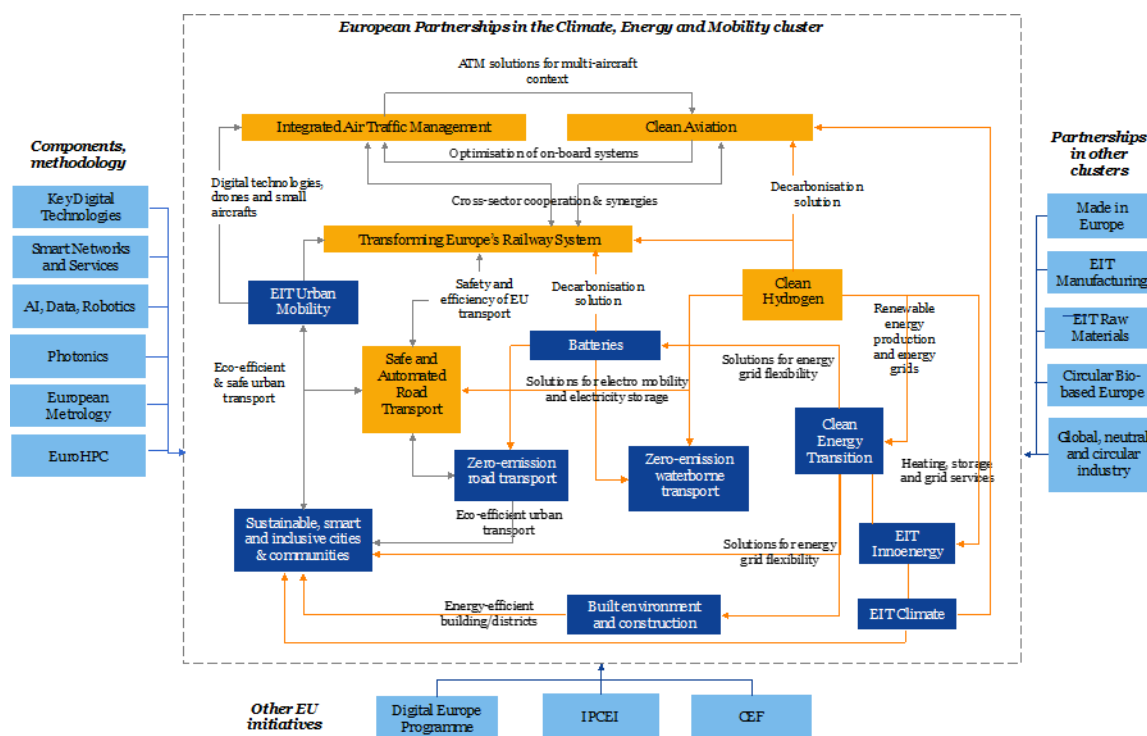 European Partnerships in the Climate, Energy and Mobility cluster
ATM solutions for multi-aircraft
context
Integrated Air Traffic Management
Clean Aviation
Optimisation of on-board systems
Components,
methodology
Key Digital
Technologies
Smart Networks
and Services
AI, Data, Robotics
Photonics
European
Metrology
EuroHPC
Digital technologies,
drones and small
aircrafts
Cross-sector cooperation & synergies
Decarbonisation
solution
Partnerships
in other
clusters
Made in
Europe
EIT
Manufacturing
EIT Raw
Materials
Circular Bio-
based Europe
Global, neutral
and circular
industry
Transforming Europe's Railway System
EIT Urban
Mobility
Safety and
efficiency of EU
transport
Decarbonisation
solution
Clean
Hydrogen
Renewable
energy
production
and energy
grids
Batteries
Eco-efficient
& safe urban
transport
Safe and
Automated
Road
Transport
Solutions for electro mobility
and electricity storage
Solutions for energy
grid flexibility
Clean
Energy
Transition
Zero-emission
road transport
Zero-emission
waterborne
transport
Heating, storage
and grid services
Eco-efficient urban
transport
Sustainable, smart
and inclusive cities
& communities
Solutions for energy
grid flexibility
EIT
Innoenergy
Energy-efficient
building/districts
Built environment
and construction
EIT Climate
Other EU
initiatives
Digital Europe
Programme
IPCEI
CEF